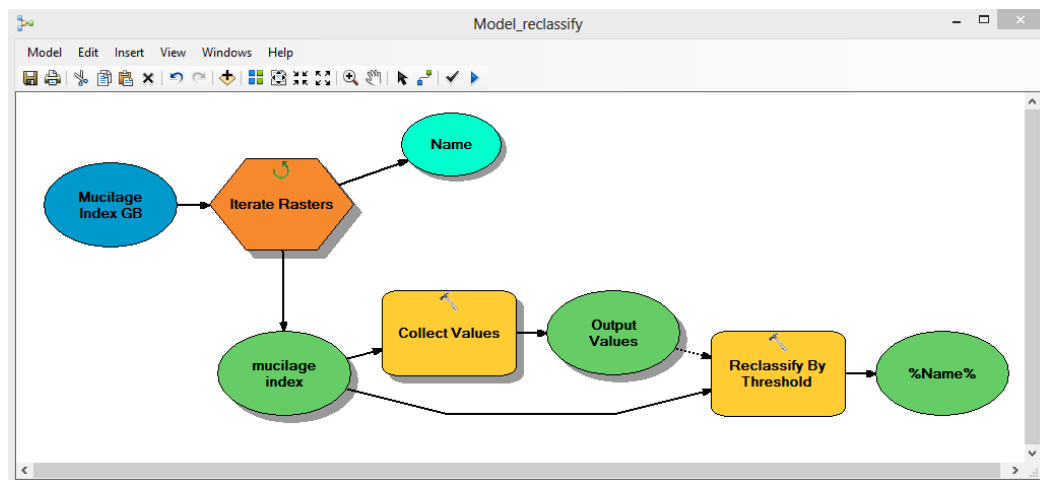 Model_reclassify
Model Edit Insert View Windows Help
Name
Mucilage
Index GB
Iterate Rasters
Collect Values
Output
Values
mucilage
index
Reclassify By
Threshold
%Name%